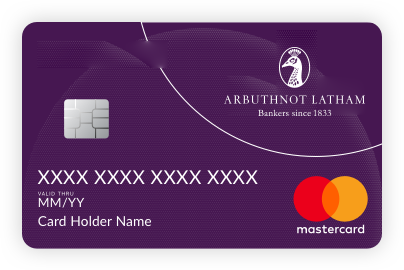 ARBUTHNOT LATHAM
Bankers since 1833
XXXX XXXX XXXX XXXX
VALID THRU
MM/YY
Card Holder Name
mastercard